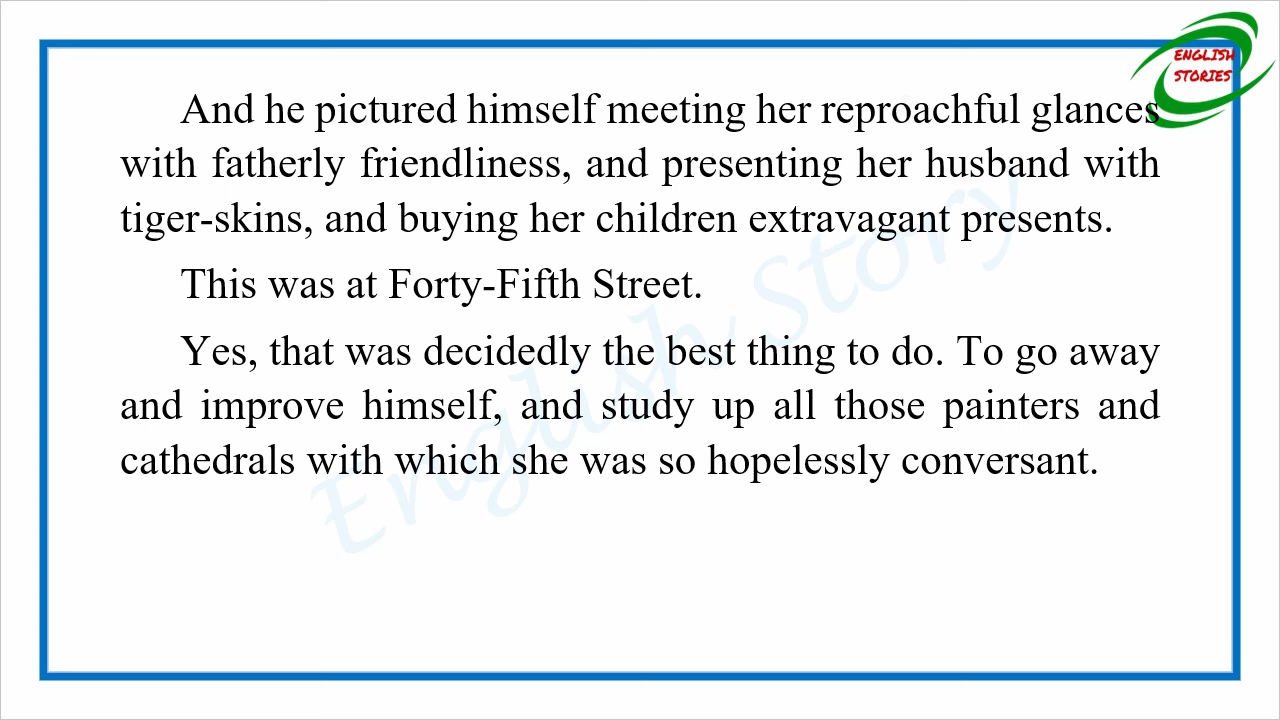 ENGLISH
STORIES
And he pictured himself meeting her reproachful glances
with fatherly friendliness, and presenting her husband with
tiger-skins, and buying her children extravagant presents.
This was at Forty-Fifth Street.
Yes, that was decidedly the best thing to do. To go away
and improve himself, and study up all those painters and
cathedrals with which she was so hopelessly conversant.
English Story